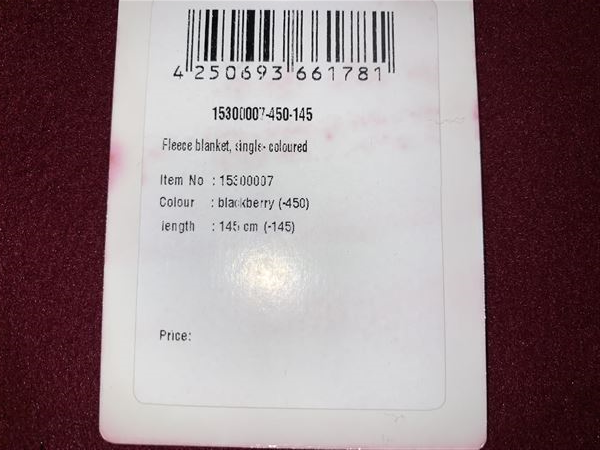 4 250693 661781
15300007-450-145
Fleece blanket, single- coloured
Item No : 15300007
Colour : blackberry (-450)
length : 145 cm (-145)
Price: